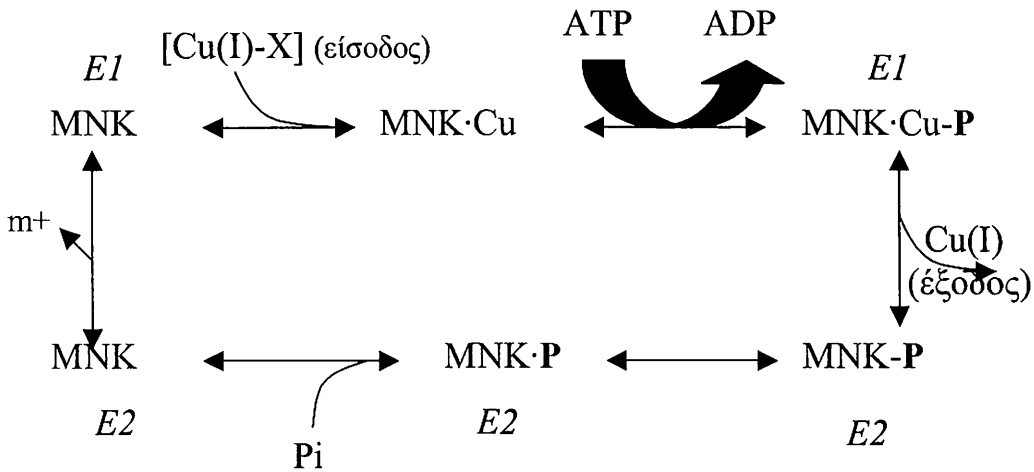 ATP ADP
[Cu(I)-X] (είσοδος)
E1 E1
MNK MNK·Cu MNK·Cu-P
m+
Cu(I)
(έξοδος)
MNK MNK·P MNK-P
E2 E2 E2
Pi